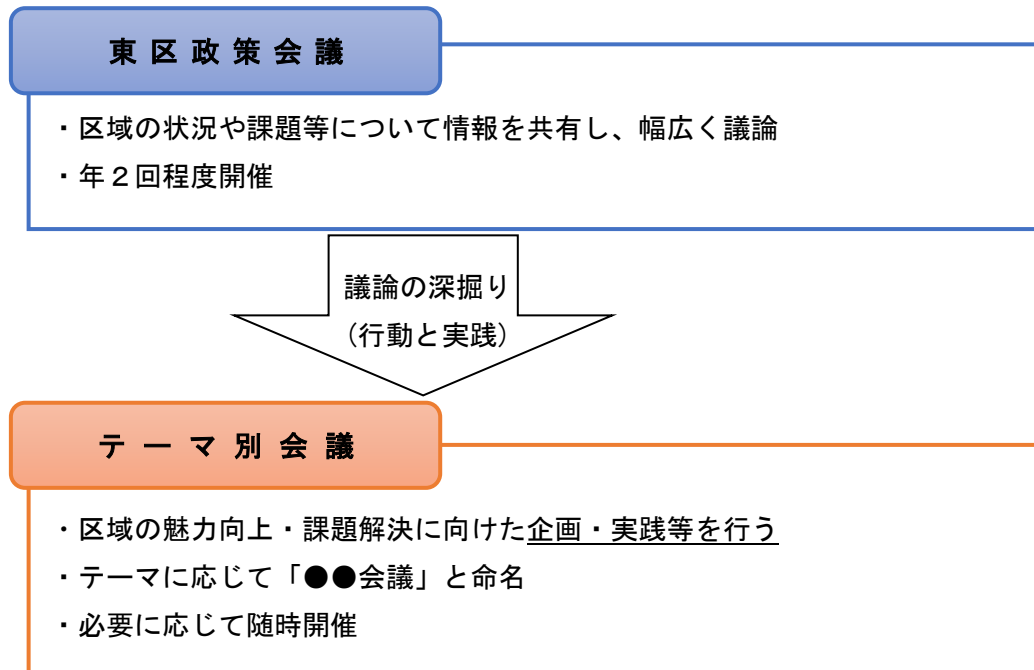 東区政策会議
・区域の状況や課題等について情報を共有し、幅広く議論
・年２回程度開催
議論の深掘り
（行動と実践）
テーマ別会議
・区域の魅力向上・課題解決に向けた企画・実践等を行う
・テーマに応じて「●●会議」と命名
・必要に応じて随時開催